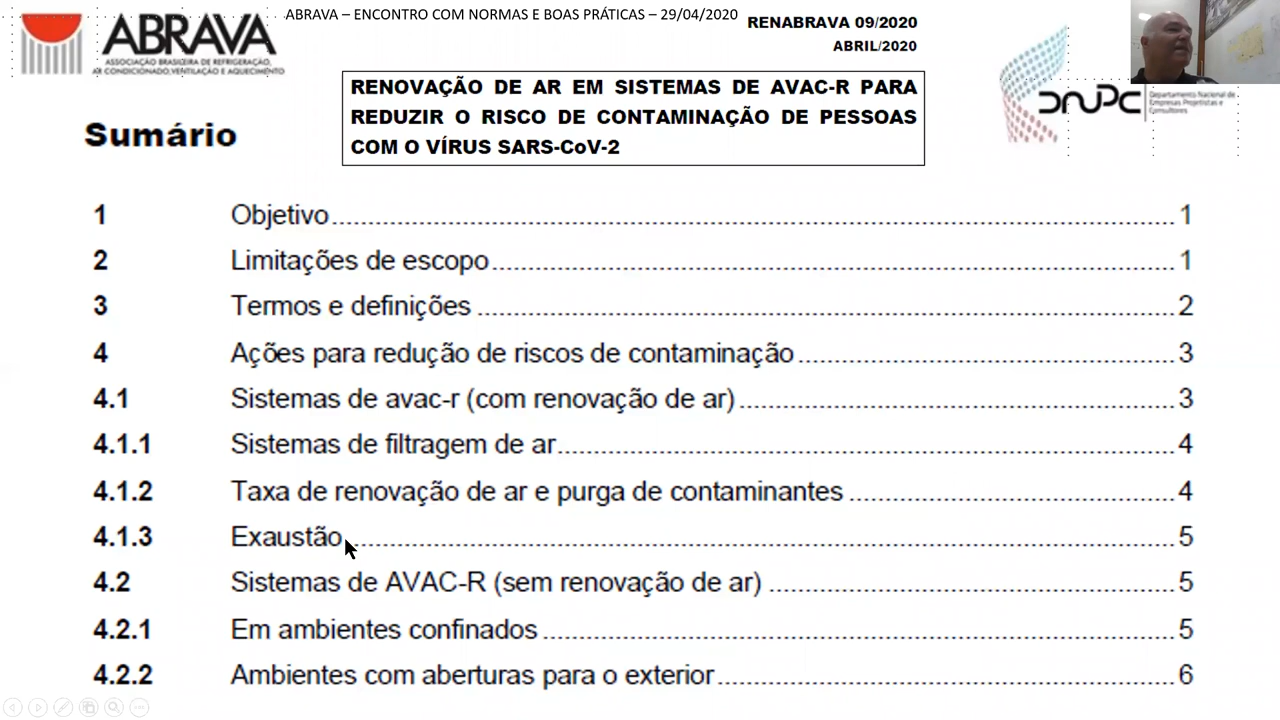 ABRAVA – ENCONTRO COM NORMAS E BOAS PRÁTICAS – 29/04/2020
RENABRAVA 09/2020
ABRIL/2020
ABRAVA
ASSOCIAÇÃO BRASILEIRA DE REFRIGERAÇÃO,
AR CONDICIONADO, VENTILAÇÃO E AQUECIMENTO
RENOVAÇÃO DE AR EM SISTEMAS DE AVAC-R PARA
REDUZIR O RISCO DE CONTAMINAÇÃO DE PESSOAS
COM O VÍRUS SARS-CoV-2
DNPC
Departamento Nacional de
Empresas Projetistas e
Consultores
Sumário
1 Objetivo 1
2 Limitações de escopo 1
3 Termos e definições 2
4 Ações para redução de riscos de contaminação 3
4.1 Sistemas de avac-r (com renovação de ar) 3
4.1.1 Sistemas de filtragem de ar 4
4.1.2 Taxa de renovação de ar e purga de contaminantes 4
4.1.3 Exaustão 5
4.2 Sistemas de AVAC-R (sem renovação de ar) 5
4.2.1 Em ambientes confinados 5
4.2.2 Ambientes com aberturas para o exterior 6